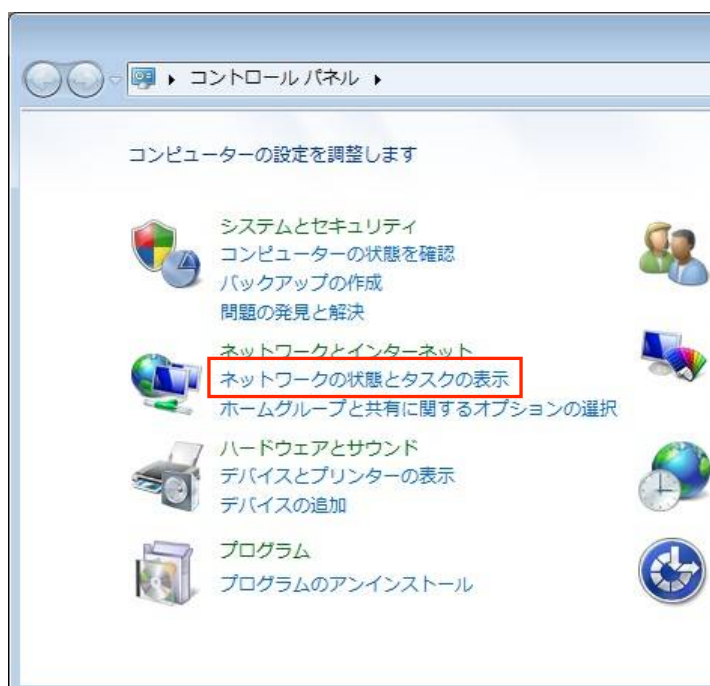 コントロール パネル
コンピューターの設定を調整します
システムとセキュリティ
コンピューターの状態を確認
バックアップの作成
問題の発見と解決
ネットワークとインターネット
ネットワークの状態とタスクの表示
ホームグループと共有に関するオプションの選択
ハードウェアとサウンド
デバイスとプリンターの表示
デバイスの追加
プログラム
プログラムのアンインストール